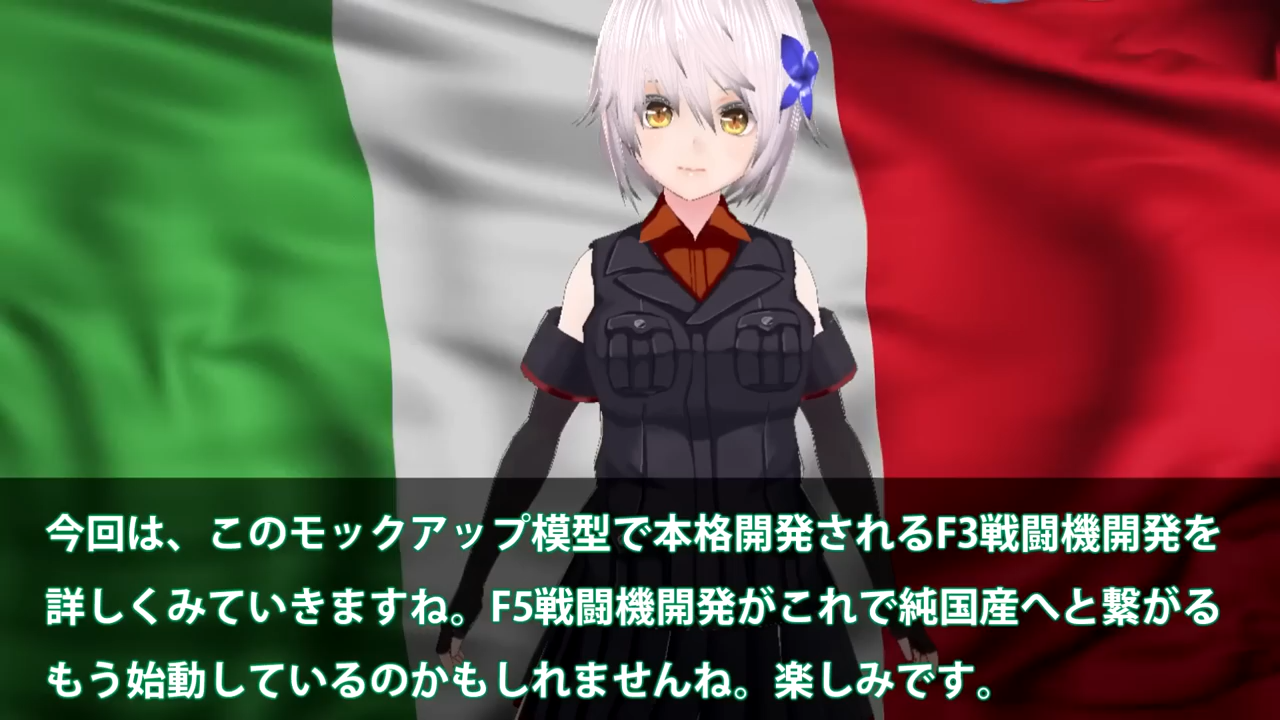 今回は、このモックアップ模型で本格開発されるF3戦闘機開発を
詳しくみていきますね。F5戦闘機開発がこれで純国産へと繋がる
もう始動しているのかもしれませんね。楽しみです。